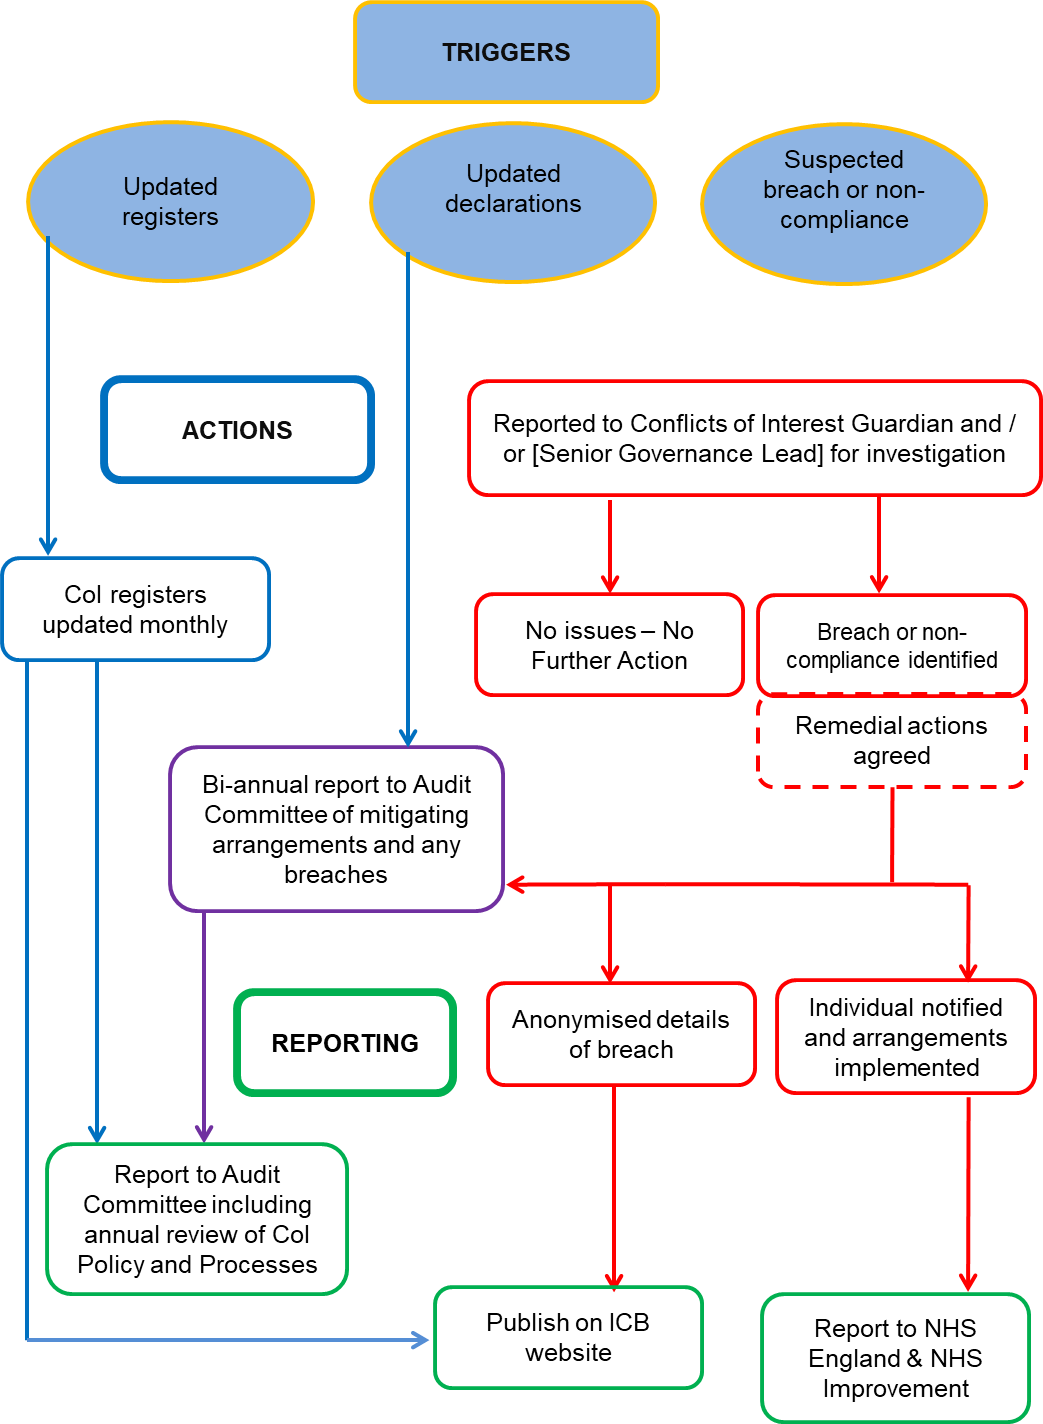 TRIGGERS
Updated
registers
Updated
declarations
Suspected
breach or non-
compliance
ACTIONS
Reported to Conflicts of Interest Guardian and /
or [Senior Governance Lead] for investigation
CoI registers
updated monthly
No issues – No
Further Action
Breach or non-
compliance identified
Remedial actions
agreed
Bi-annual report to Audit
Committee of mitigating
arrangements and any
breaches
REPORTING
Anonymised details
of breach
Individual notified
and arrangements
implemented
Report to Audit
Committee including
annual review of CoI
Policy and Processes
Publish on ICB
website
Report to NHS
England & NHS
Improvement